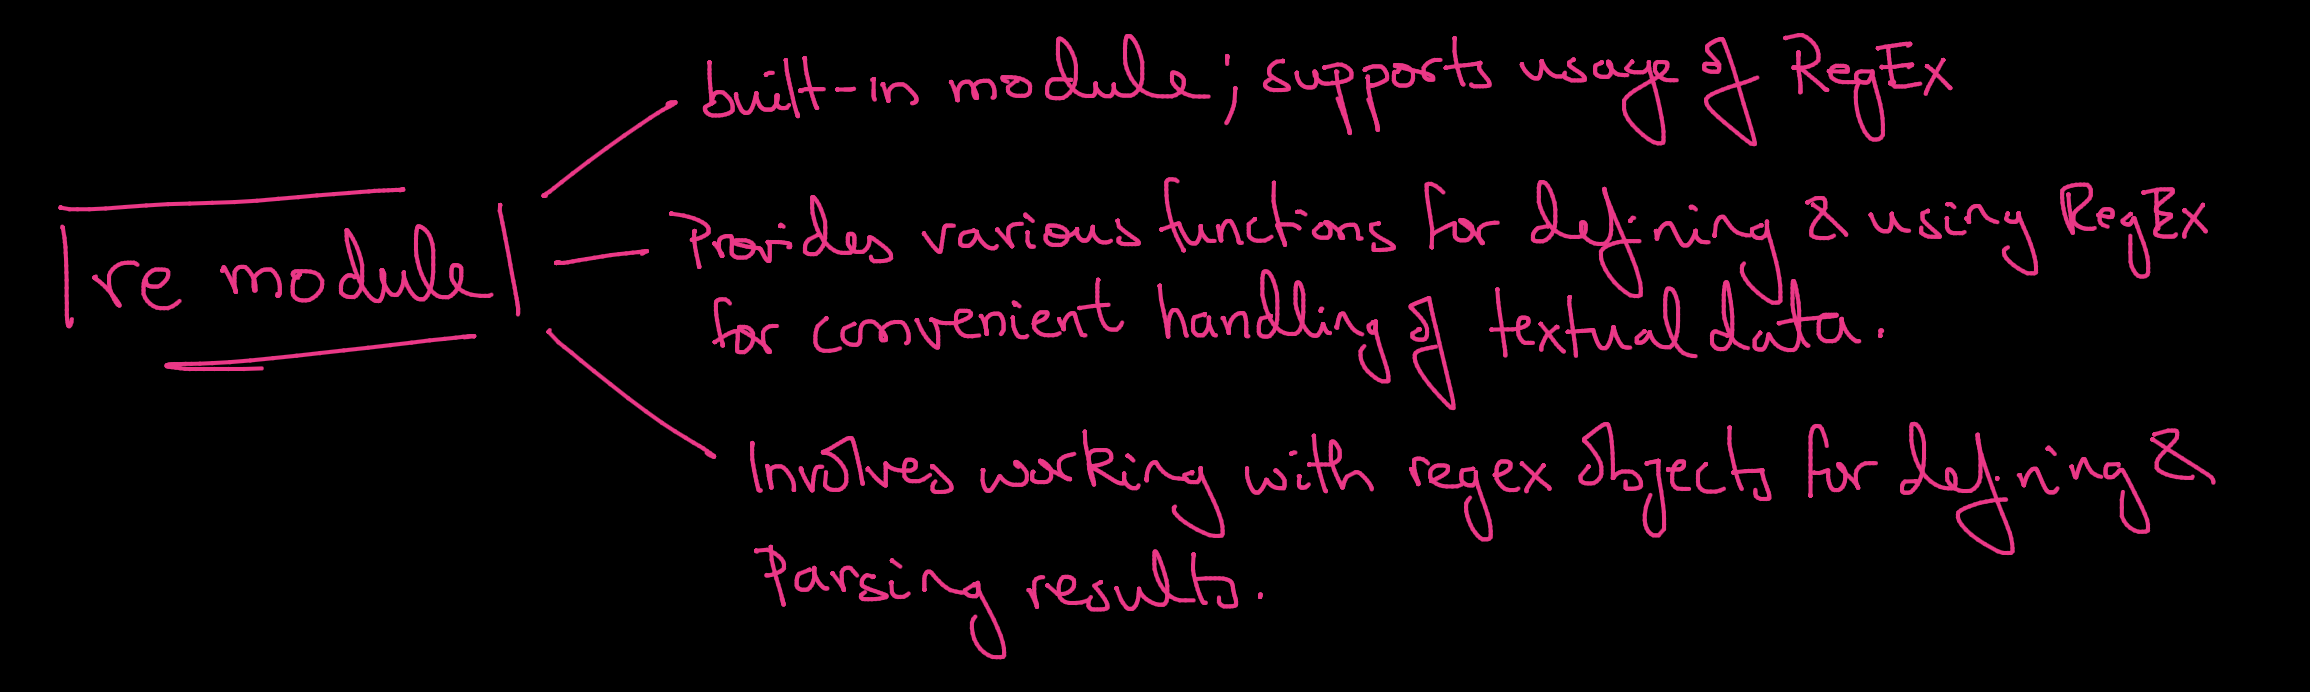 re module
built-in module; supports usage of RegEx
Provides various functions for defining & using RegEx
for convenient handling of textual data.
Involves working with regex objects for defining &
Parsing results.